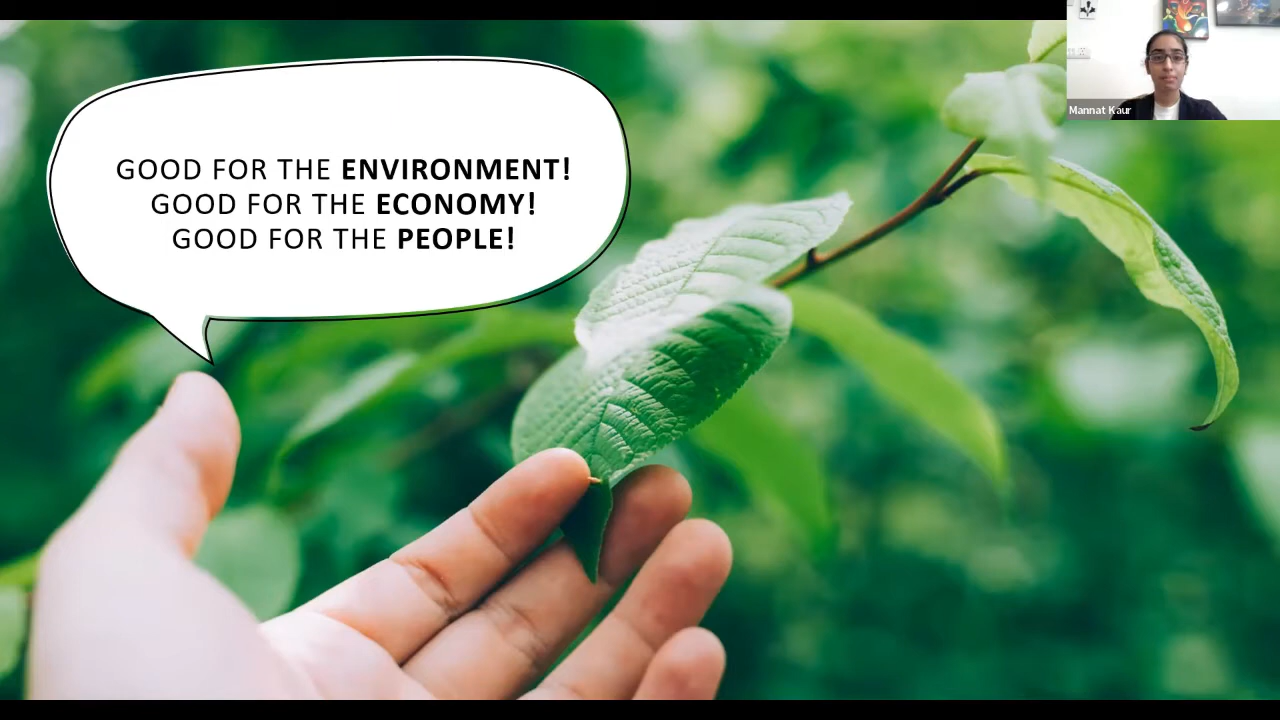 GOOD FOR THE ENVIRONMENT!
GOOD FOR THE ECONOMY!
GOOD FOR THE PEOPLE!
Mannat Kaur